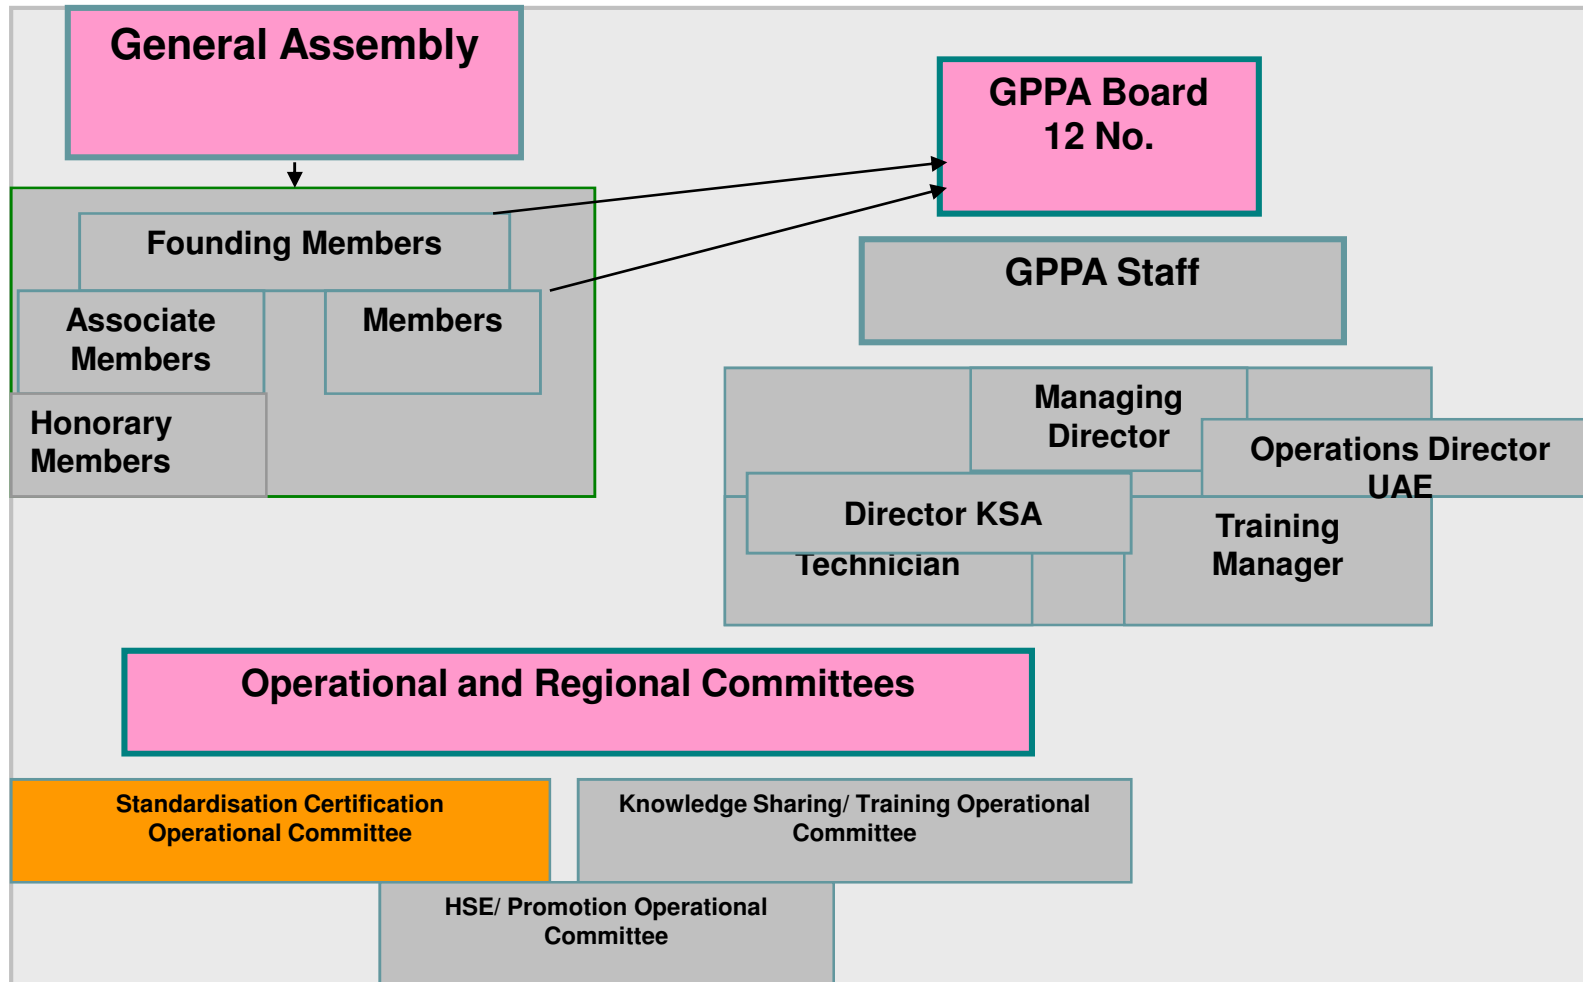 General Assembly
GPPA Board
12 No.
Founding Members
GPPA Staff
Associate
Members
Members
Honorary
Members
Managing
Director
Operations Director
UAE
Director KSA
Technician
Training
Manager
Operational and Regional Committees
Standardisation Certification
Operational Committee
Knowledge Sharing/ Training Operational
Committee
HSE/ Promotion Operational
Committee